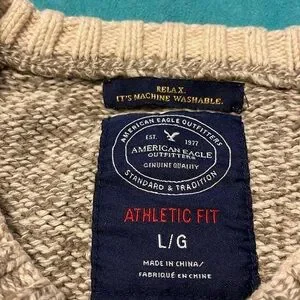 RELAX.
IT'S MACHINE WASHABLE.
AMERICAN EAGLE OUTFITTERS
EST. 1977
AMERICAN EAGLE
OUTFITTERS
GENUINE QUALITY
STANDARD & TRADITION
ATHLETIC FIT
L/G
MADE IN CHINA/
FABRIQUÉ EN CHINE